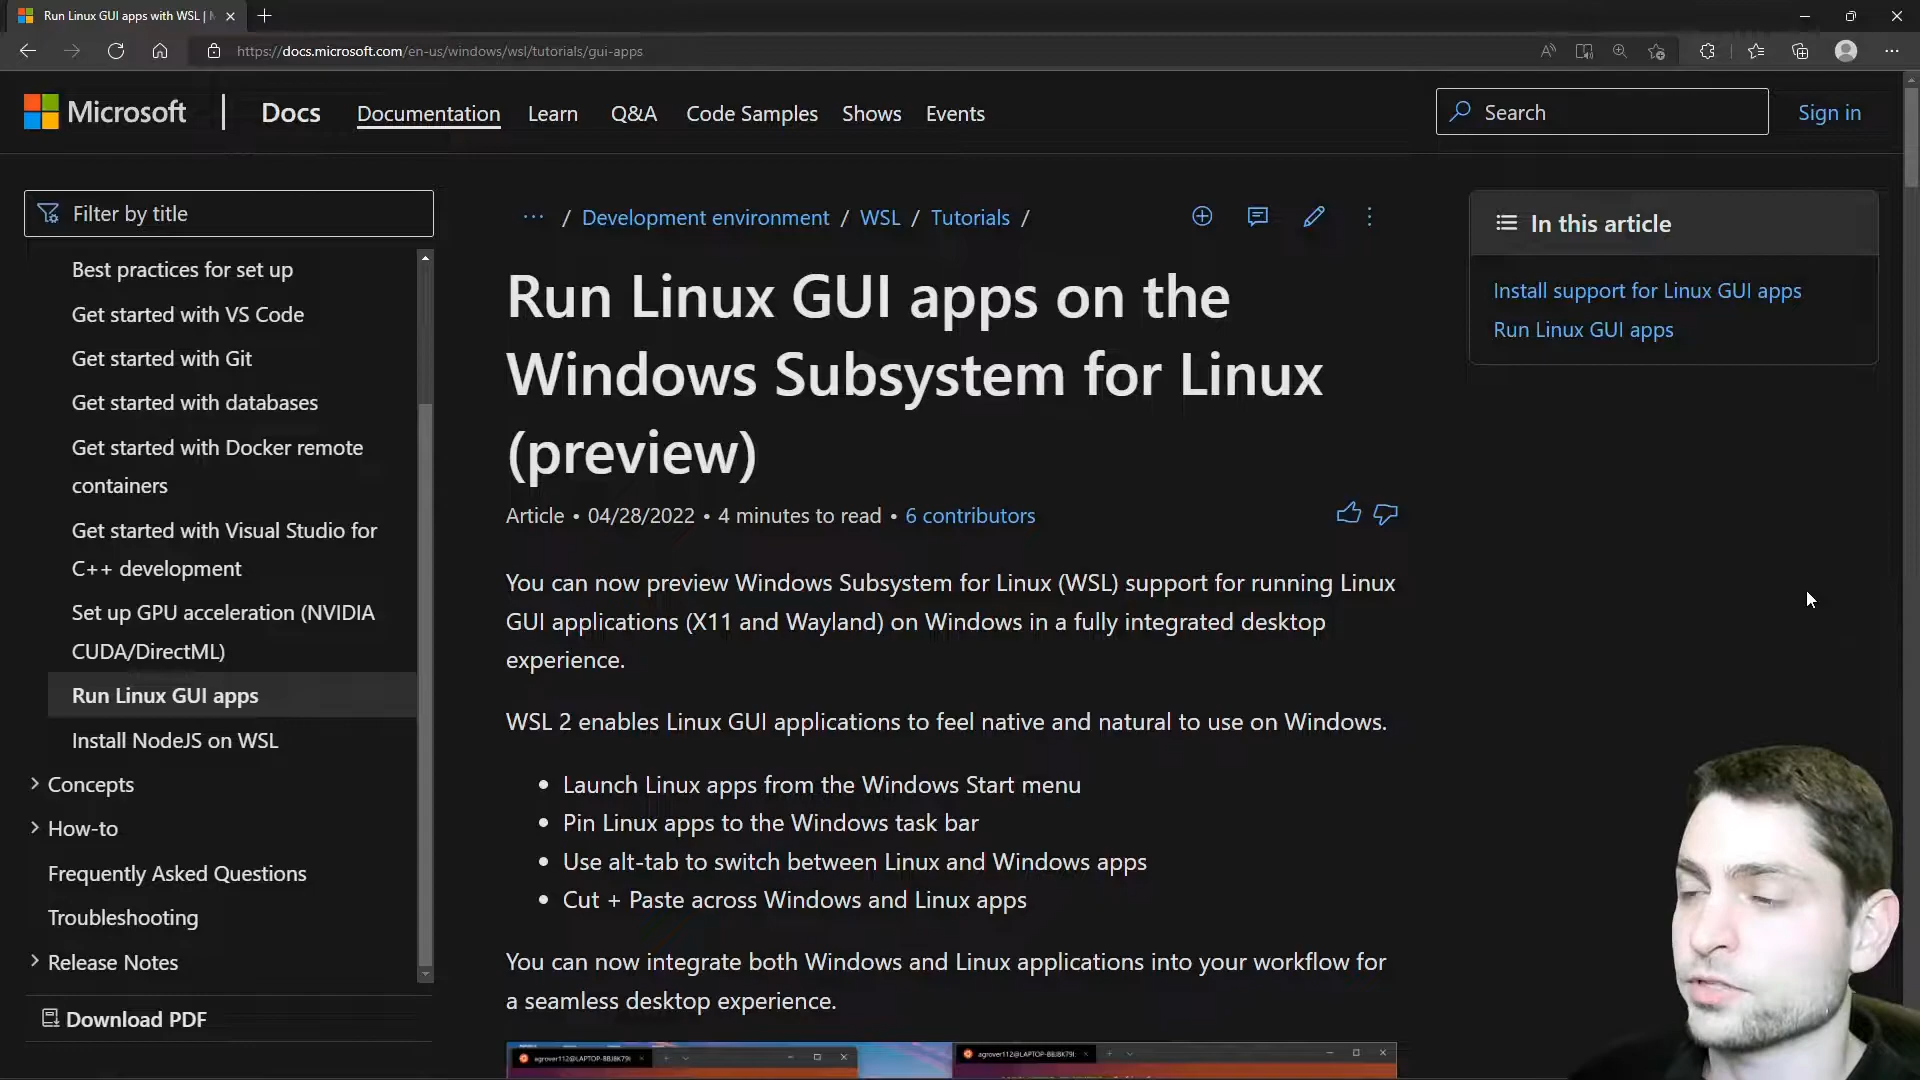 Run Linux GUI apps with WSL |
https://docs.microsoft.com/en-us/windows/wsl/tutorials/gui-apps
Microsoft
Docs
Documentation
Learn
Q&A
Code Samples
Shows
Events
Search
Sign in
Filter by title
Best practices for set up
Get started with VS Code
Get started with Git
Get started with databases
Get started with Docker remote
containers
Get started with Visual Studio for
C++ development
Set up GPU acceleration (NVIDIA
CUDA/DirectML)
Run Linux GUI apps
Install NodeJS on WSL
Concepts
How-to
Frequently Asked Questions
Troubleshooting
Release Notes
Download PDF
··· / Development environment / WSL / Tutorials /
Run Linux GUI apps on the
Windows Subsystem for Linux
(preview)
Article • 04/28/2022 • 4 minutes to read • 6 contributors
You can now preview Windows Subsystem for Linux (WSL) support for running Linux
GUI applications (X11 and Wayland) on Windows in a fully integrated desktop
experience.
WSL 2 enables Linux GUI applications to feel native and natural to use on Windows.
• Launch Linux apps from the Windows Start menu
• Pin Linux apps to the Windows task bar
• Use alt-tab to switch between Linux and Windows apps
• Cut + Paste across Windows and Linux apps
You can now integrate both Windows and Linux applications into your workflow for
a seamless desktop experience.
In this article
Install support for Linux GUI apps
Run Linux GUI apps